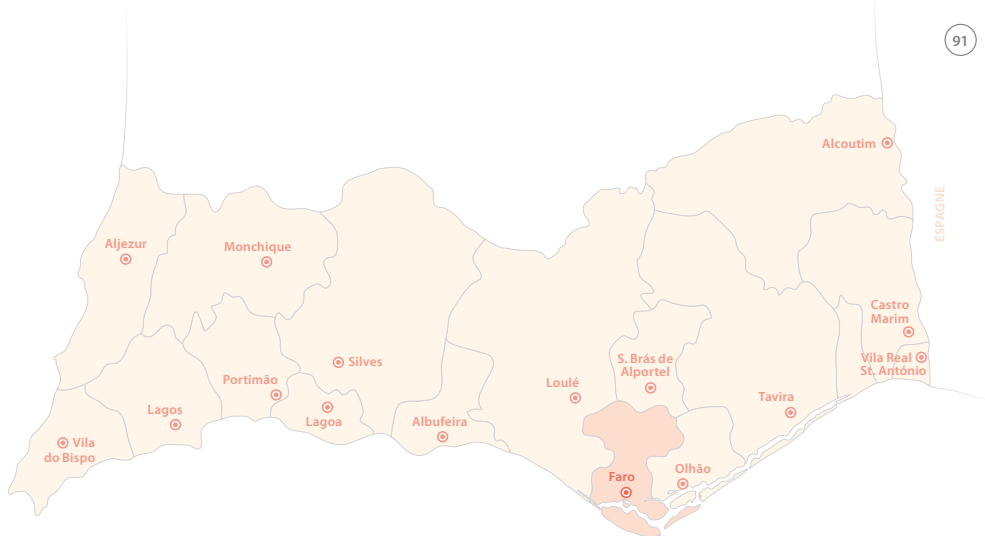 91
Alcoutim
ESPAGNE
Aljezur
Monchique
Castro
Marim
Silves
S. Brás de
Alportel
Vila Real
St. António
Portimão
Loulé
Tavira
Lagos
Lagoa
Albufeira
Vila
do Bispo
Faro
Olhão